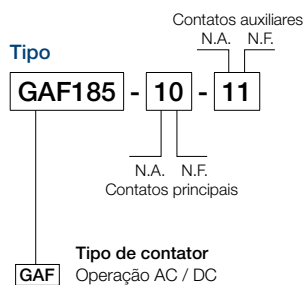 Contatos auxiliares
N.A. N.F.
Tipo
GAF185 - 10 - 11
N.A. N.F.
Contatos principais
Tipo de contator
GAF Operação AC / DC